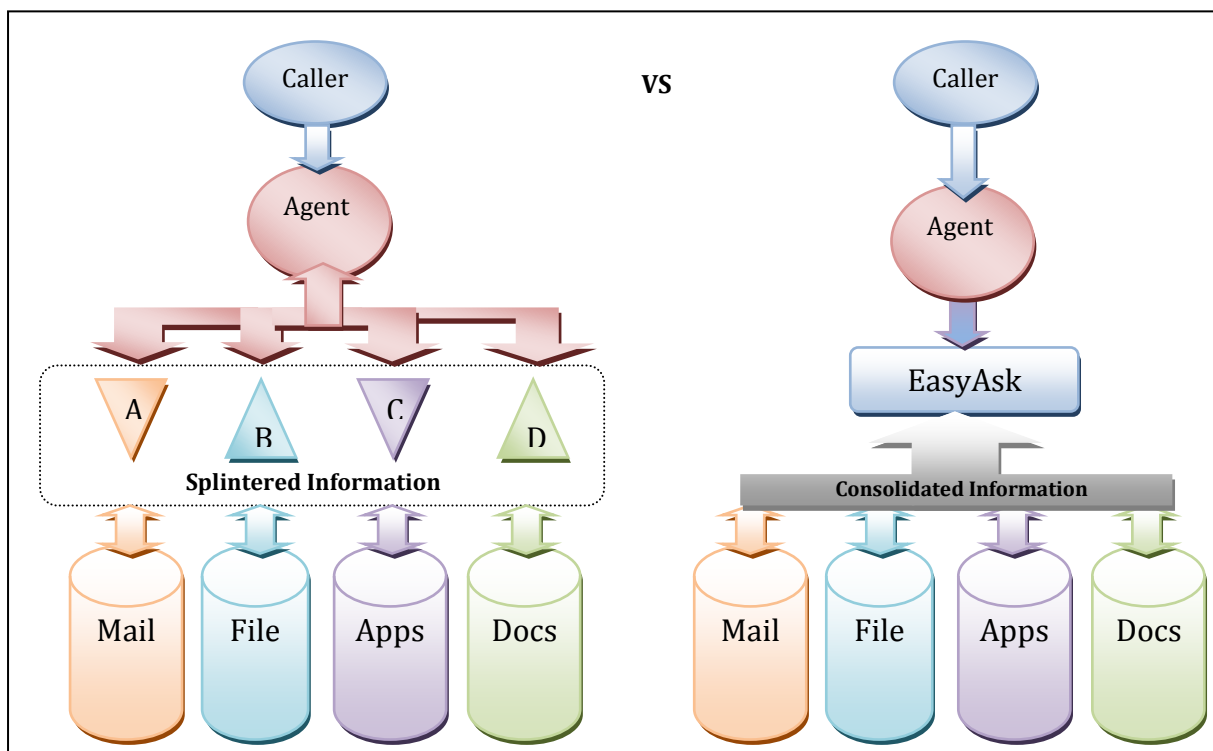 Caller
VS
Caller
Agent
Agent
EasyAsk
A
B
C
D
Splintered Information
Consolidated Information
Mail
File
Apps
Docs
Mail
File
Apps
Docs